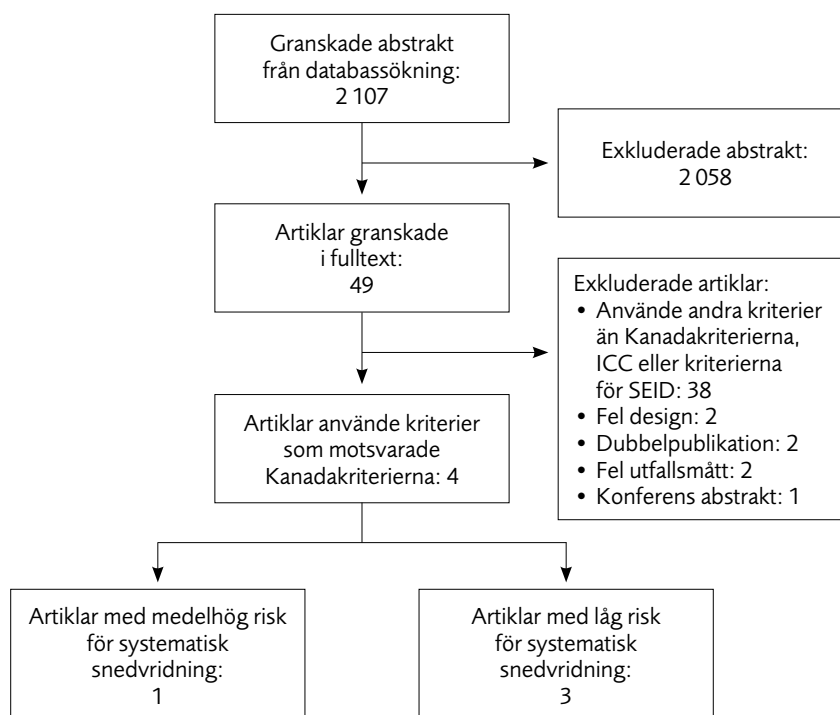 Granskade abstrakt
från databassökning:
2 107
Exkluderade abstrakt:
2 058
Artiklar granskade
i fulltext:
49
Exkluderade artiklar:
• Använde andra kriterier
än Kanadakriterierna,
ICC eller kriterierna
för SEID: 38
• Fel design: 2
• Dubbelpublikation: 2
• Fel utfallsmått: 2
• Konferens abstrakt: 1
Artiklar använde kriterier
som motsvarade
Kanadakriterierna: 4
Artiklar med medelhög risk
för systematisk
snedvridning:
1
Artiklar med låg risk
för systematisk
snedvridning:
3